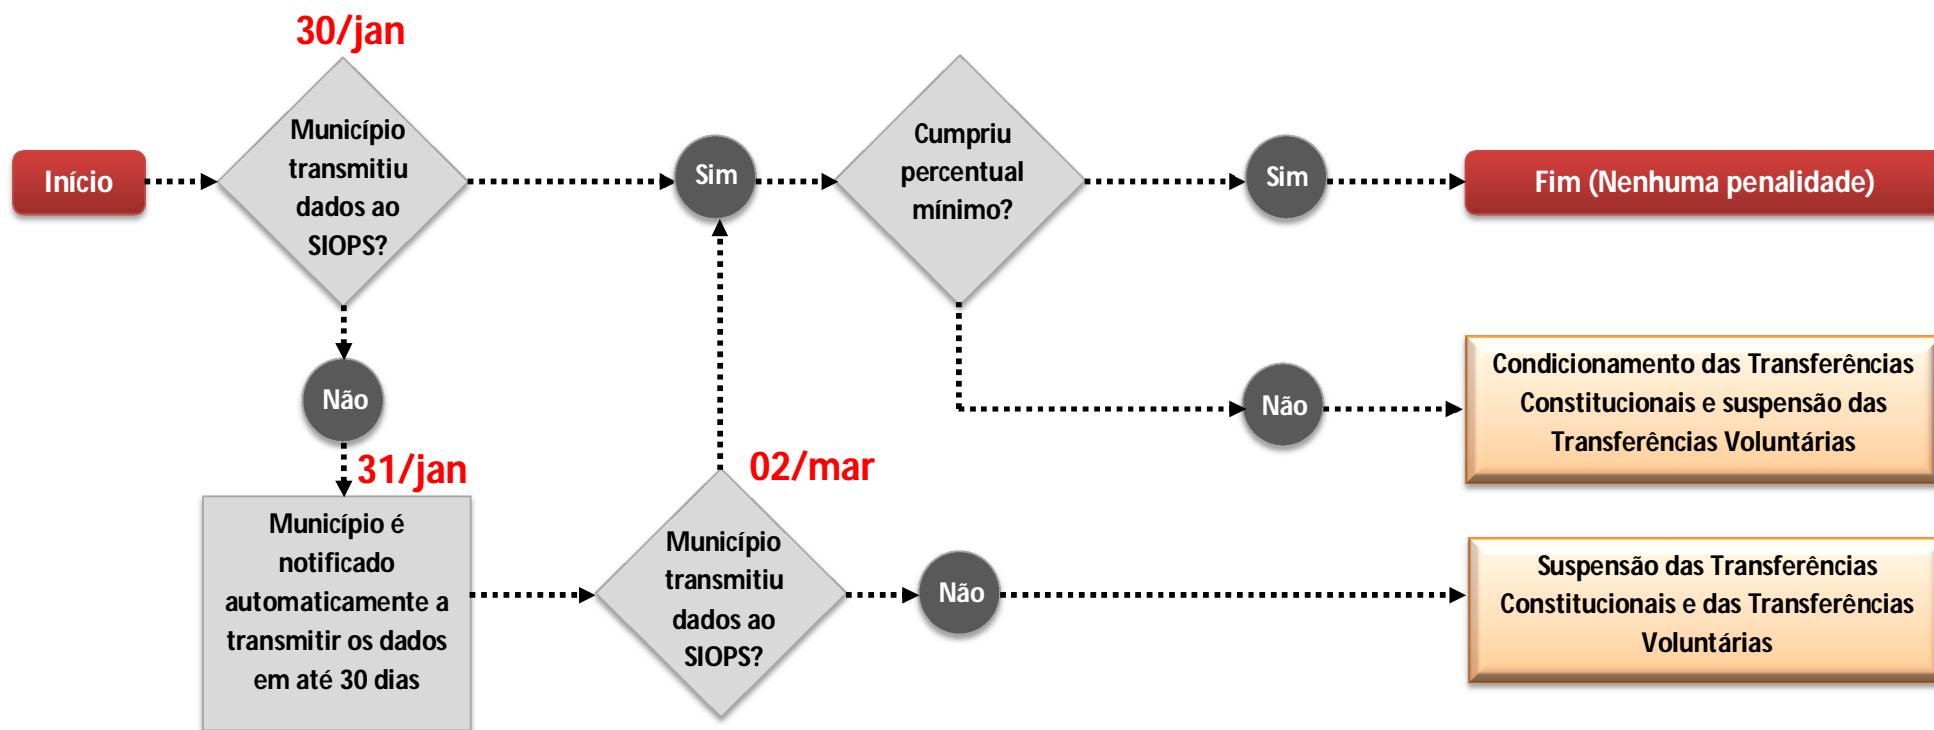 30/jan
Início
Município
transmitiu
dados ao
SIOPS?
Sim
Cumpriu
percentual
mínimo?
Sim
Fim (Nenhuma penalidade)
Não
Não
Condicionamento das Transferências
Constitucionais e suspensão das
Transferências Voluntárias
31/jan
Município é
notificado
automaticamente a
transmitir os dados
em até 30 dias
02/mar
Município
transmitiu
dados ao
SIOPS?
Não
Suspensão das Transferências
Constitucionais e das Transferências
Voluntárias